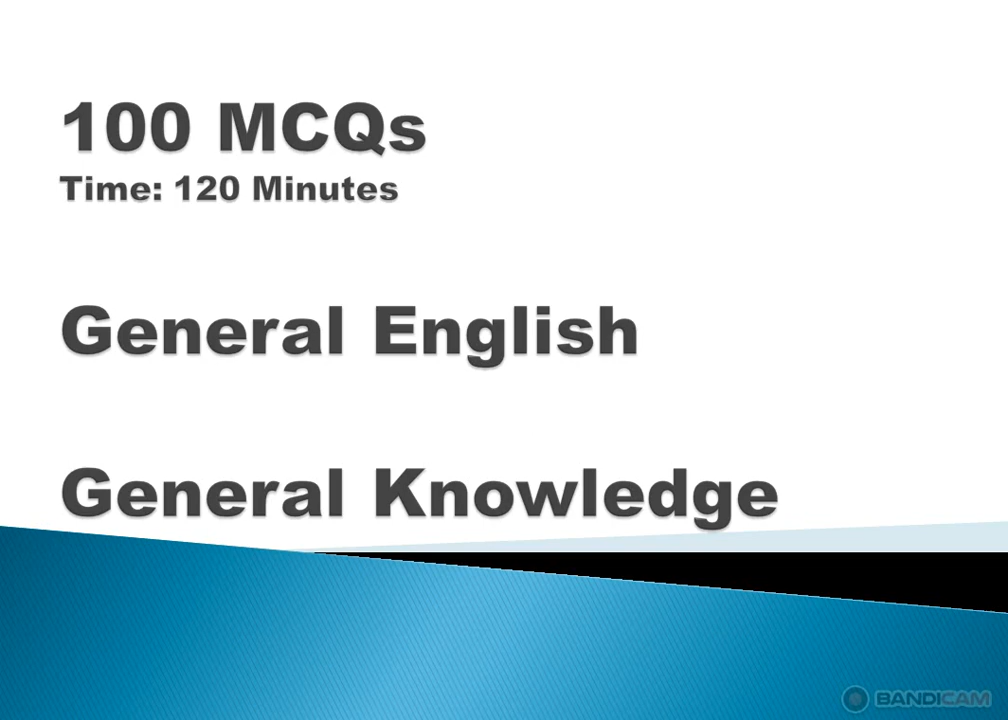 100 MCQs
Time: 120 Minutes
General English
General Knowledge
BANDICAM